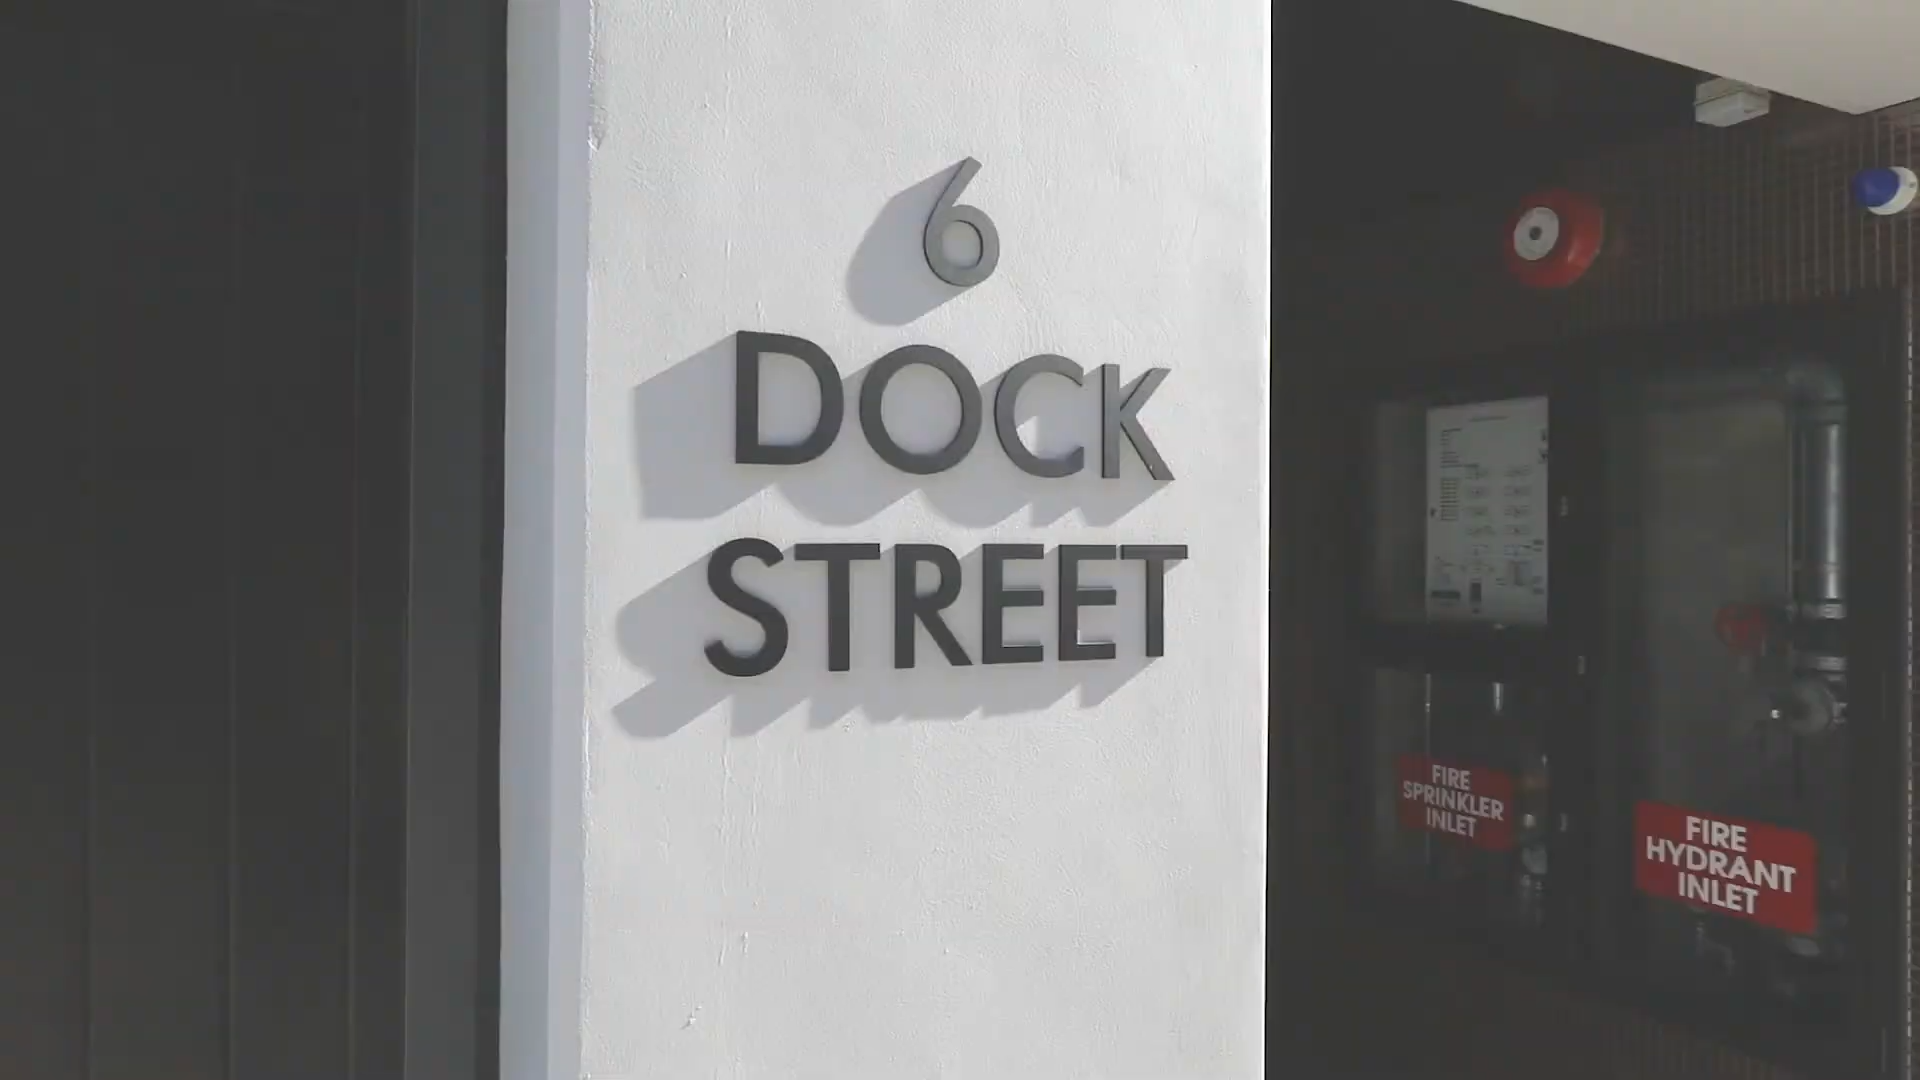 6
DOCK
STREET
FIRE
SPRINKLER
INLET
FIRE
HYDRANT
INLET